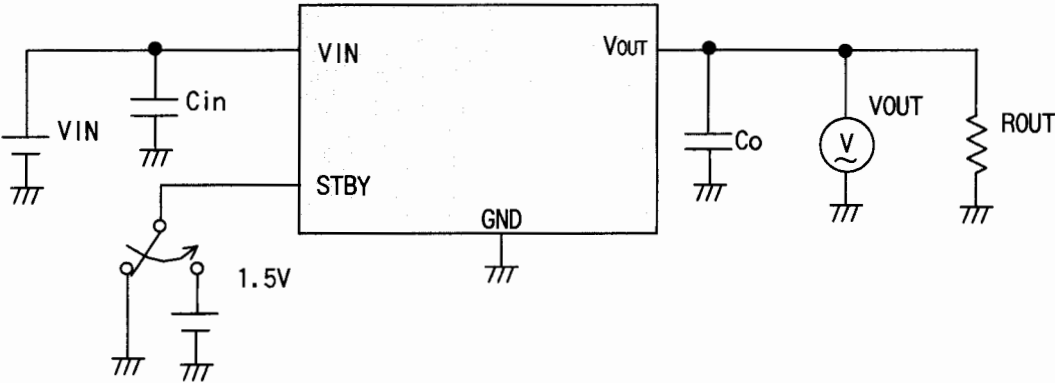 VIN
VOUT
Cin
VIN
VOUT
V
ROUT
Co
STBY
GND
1.5V